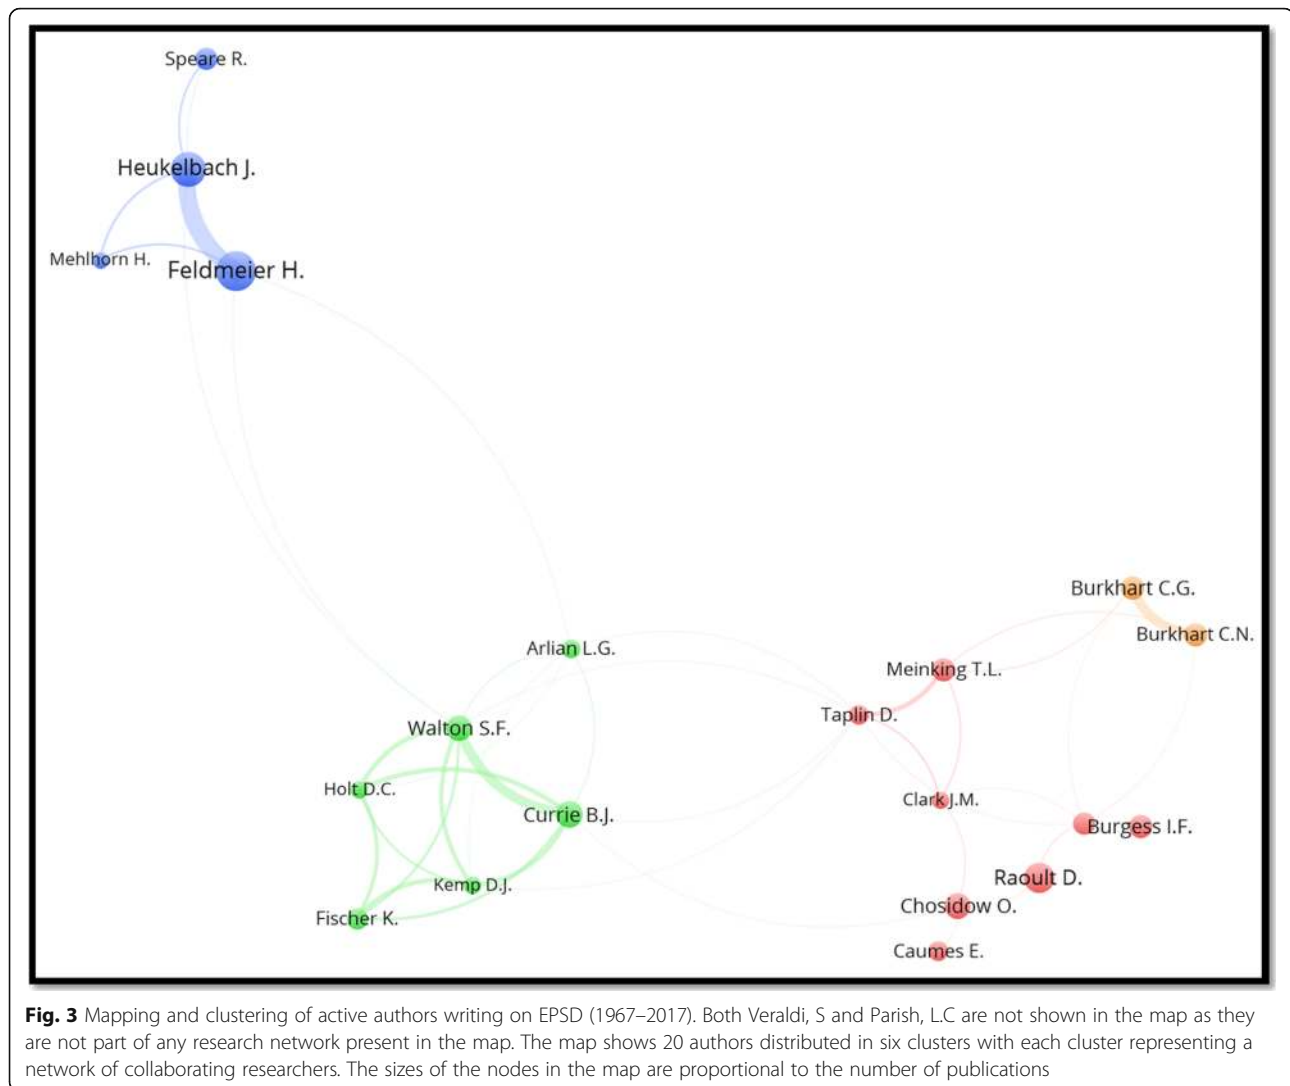 Speare R.
Heukelbach J.
Mehlhorn H.
Feldmeier H.
Burkhart C.G.
Burkhart C.N.
Arlian L.G.
Meinking T.L.
Taplin D.
Walton S.F.
Holt D.C.
Clark J.M.
Currie B.J.
Burgess I.F.
Raoult D.
Kemp D.J.
Chosidow O.
Fischer K.
Caumes E.
Fig. 3 Mapping and clustering of active authors writing on EPSD (1967–2017). Both Veraldi, S and Parish, L.C are not shown in the map as they
are not part of any research network present in the map. The map shows 20 authors distributed in six clusters with each cluster representing a
network of collaborating researchers. The sizes of the nodes in the map are proportional to the number of publications